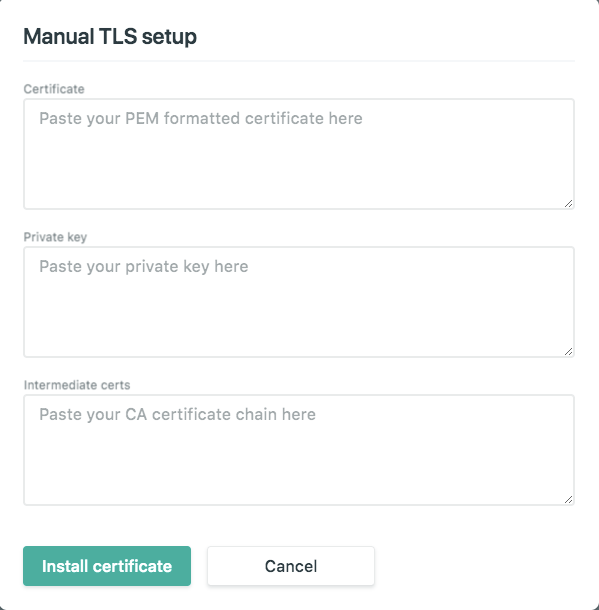 Manual TLS setup
Certificate
Paste your PEM formatted certificate here
Private key
Paste your private key here
Intermediate certs
Paste your CA certificate chain here
Install certificate
Cancel